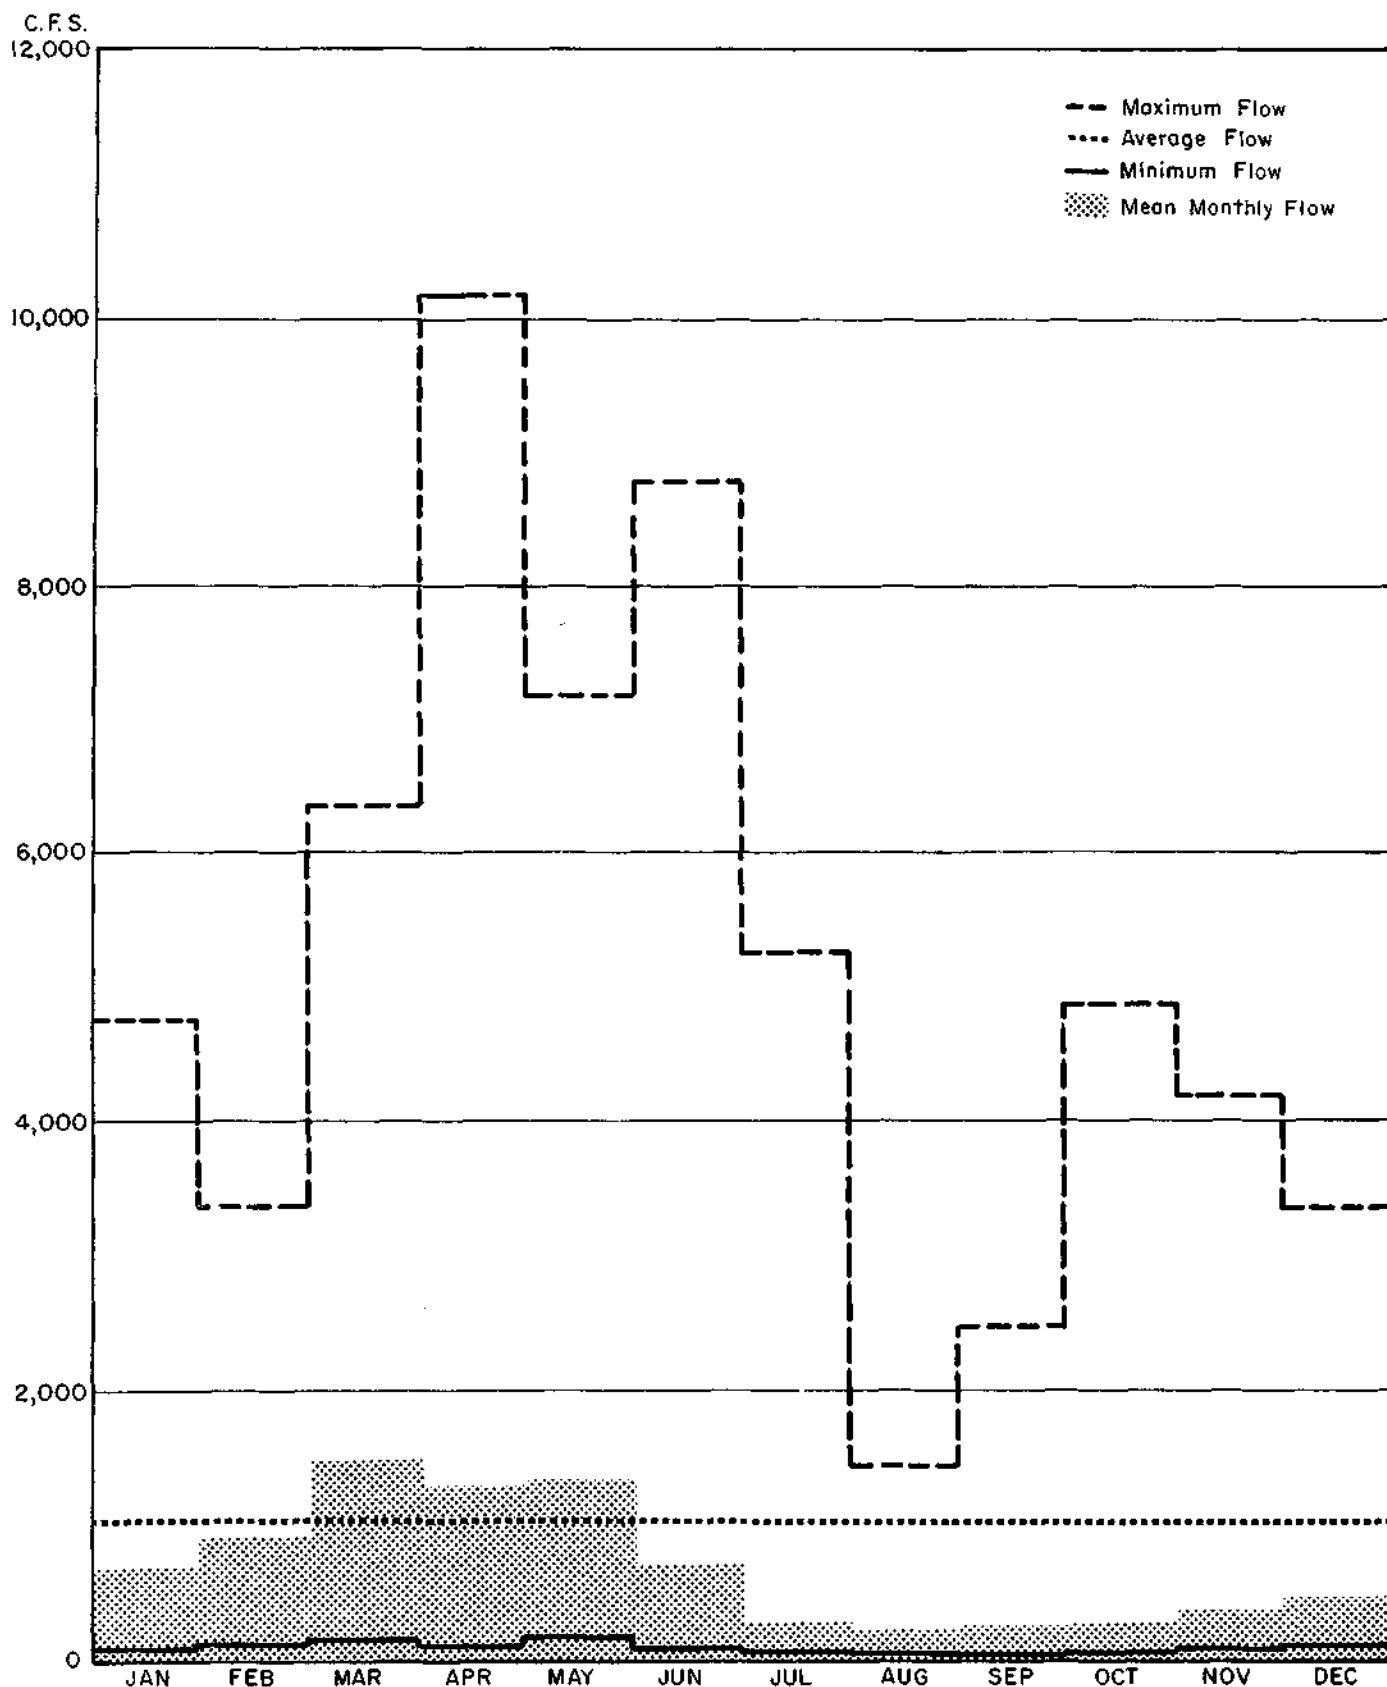 C.F.S.
12,000
Maximum Flow
Average Flow
Minimum Flow
Mean Monthly Flow
10,000
8,000
6,000
4,000
2,000
0
JAN FEB MAR APR MAY JUN JUL AUG SEP OCT NOV DEC